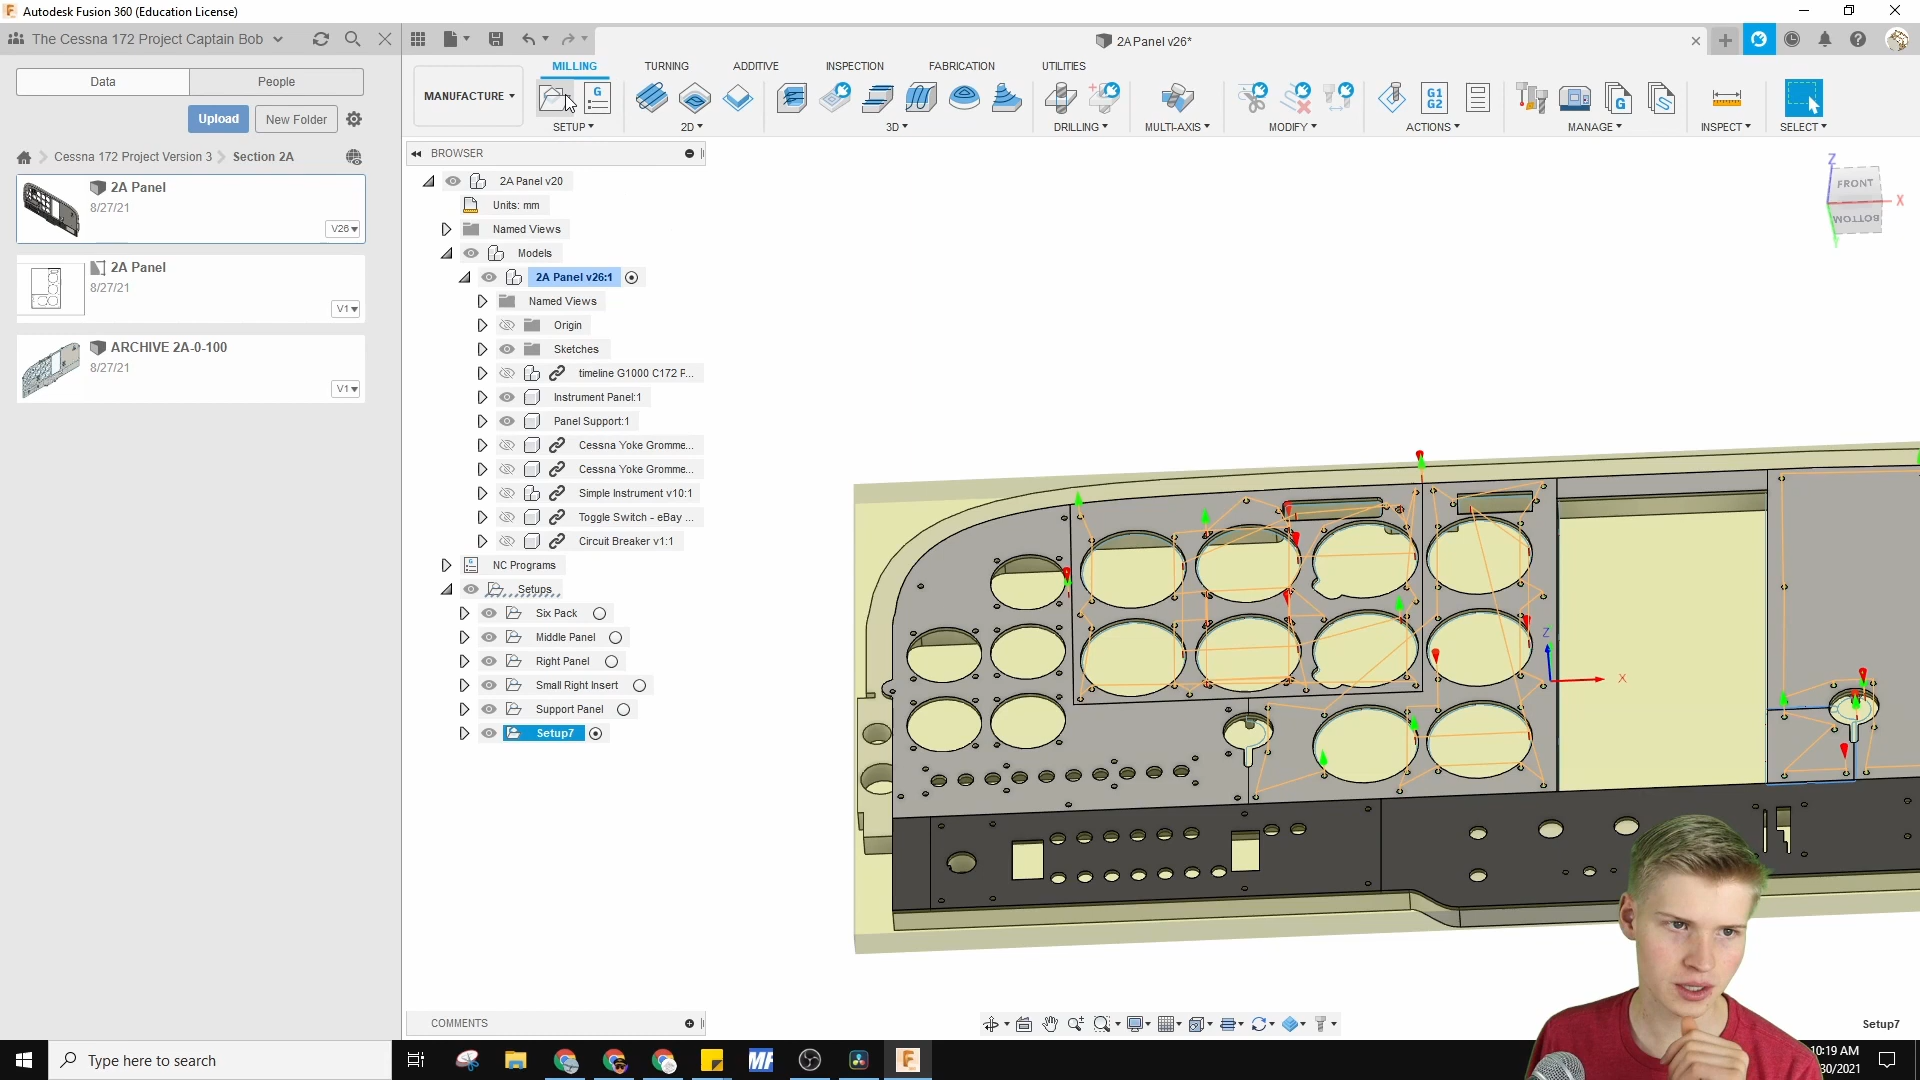 Autodesk Fusion 360 (Education License)
The Cessna 172 Project Captain Bob
2A Panel v26*
Data
People
Upload
New Folder
Cessna 172 Project Version 3
Section 2A
2A Panel
8/27/21
V26
2A Panel
8/27/21
V1
ARCHIVE 2A-0-100
8/27/21
V1
MILLING
TURNING
ADDITIVE
INSPECTION
FABRICATION
UTILITIES
MANUFACTURE
G
G1
G2
G
SETUP
2D
3D
DRILLING
MULTI-AXIS
MODIFY
ACTIONS
MANAGE
INSPECT
SELECT
BROWSER
2A Panel v20
Units: mm
Named Views
Models
2A Panel v26:1
Named Views
Origin
Sketches
timeline G1000 C172 F...
Instrument Panel:1
Panel Support:1
Cessna Yoke Gromme...
Cessna Yoke Gromme...
Simple Instrument v10:1
Toggle Switch - eBay ...
Circuit Breaker v1:1
NC Programs
Setups
Six Pack
Middle Panel
Right Panel
Small Right Insert
Support Panel
Setup7
Z
FRONT
X
BOTTOM
Z
X
COMMENTS
Setup7
Type here to search
MF
F
10:19 AM
30/2021